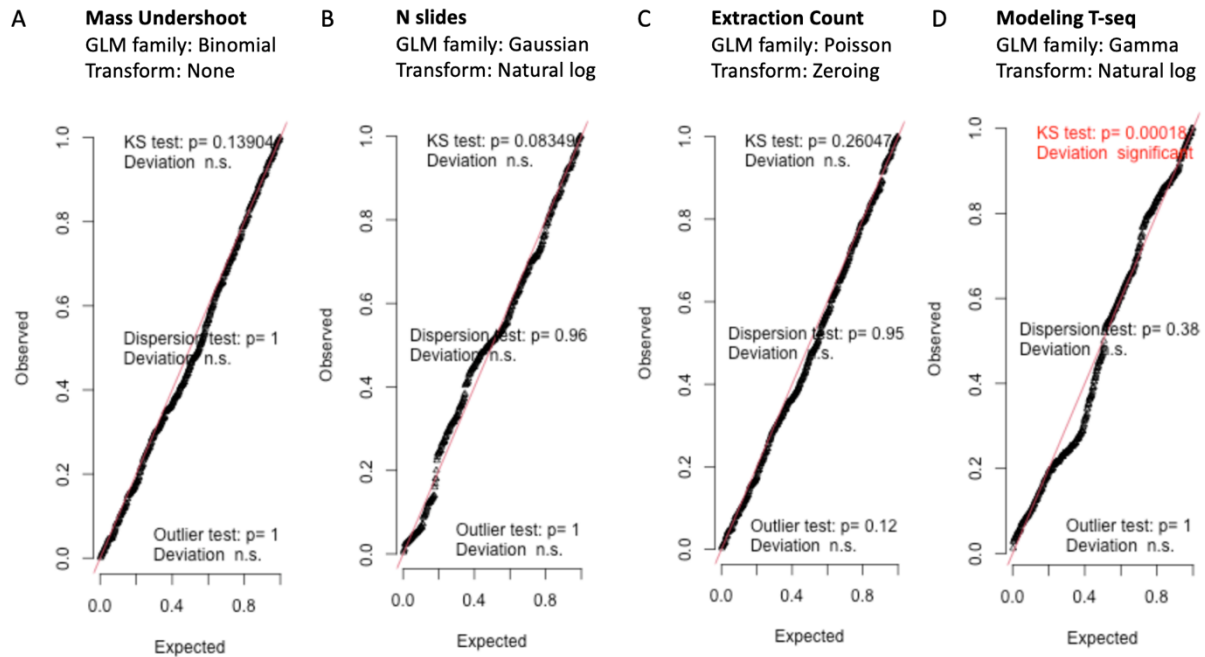 A
Mass Undershoot
GLM family: Binomial
Transform: None
KS test: p= 0.13904
Deviation n.s.
Dispersion test: p= 1
Deviation n.s.
Outlier test: p= 1
Deviation n.s.
Observed
0.0
0.2
0.4
0.6
0.8
1.0
0.0
0.4
0.8
Expected
B
N slides
GLM family: Gaussian
Transform: Natural log
KS test: p= 0.08349
Deviation n.s.
Dispersion test: p= 0.96
Deviation n.s.
Outlier test: p= 1
Deviation n.s.
Observed
0.0
0.2
0.4
0.6
0.8
1.0
0.0
0.4
0.8
Expected
C
Extraction Count
GLM family: Poisson
Transform: Zeroing
KS test: p= 0.26047
Deviation n.s.
Dispersion test: p= 0.95
Deviation n.s.
Outlier test: p= 0.12
Deviation n.s.
Observed
0.0
0.2
0.4
0.6
0.8
1.0
0.0
0.4
0.8
Expected
D
Modeling T-seq
GLM family: Gamma
Transform: Natural log
KS test: p= 0.00018
Deviation significant
Dispersion test: p= 0.38
Deviation n.s.
Outlier test: p= 1
Deviation n.s.
Observed
0.0
0.2
0.4
0.6
0.8
1.0
0.0
0.4
0.8
Expected